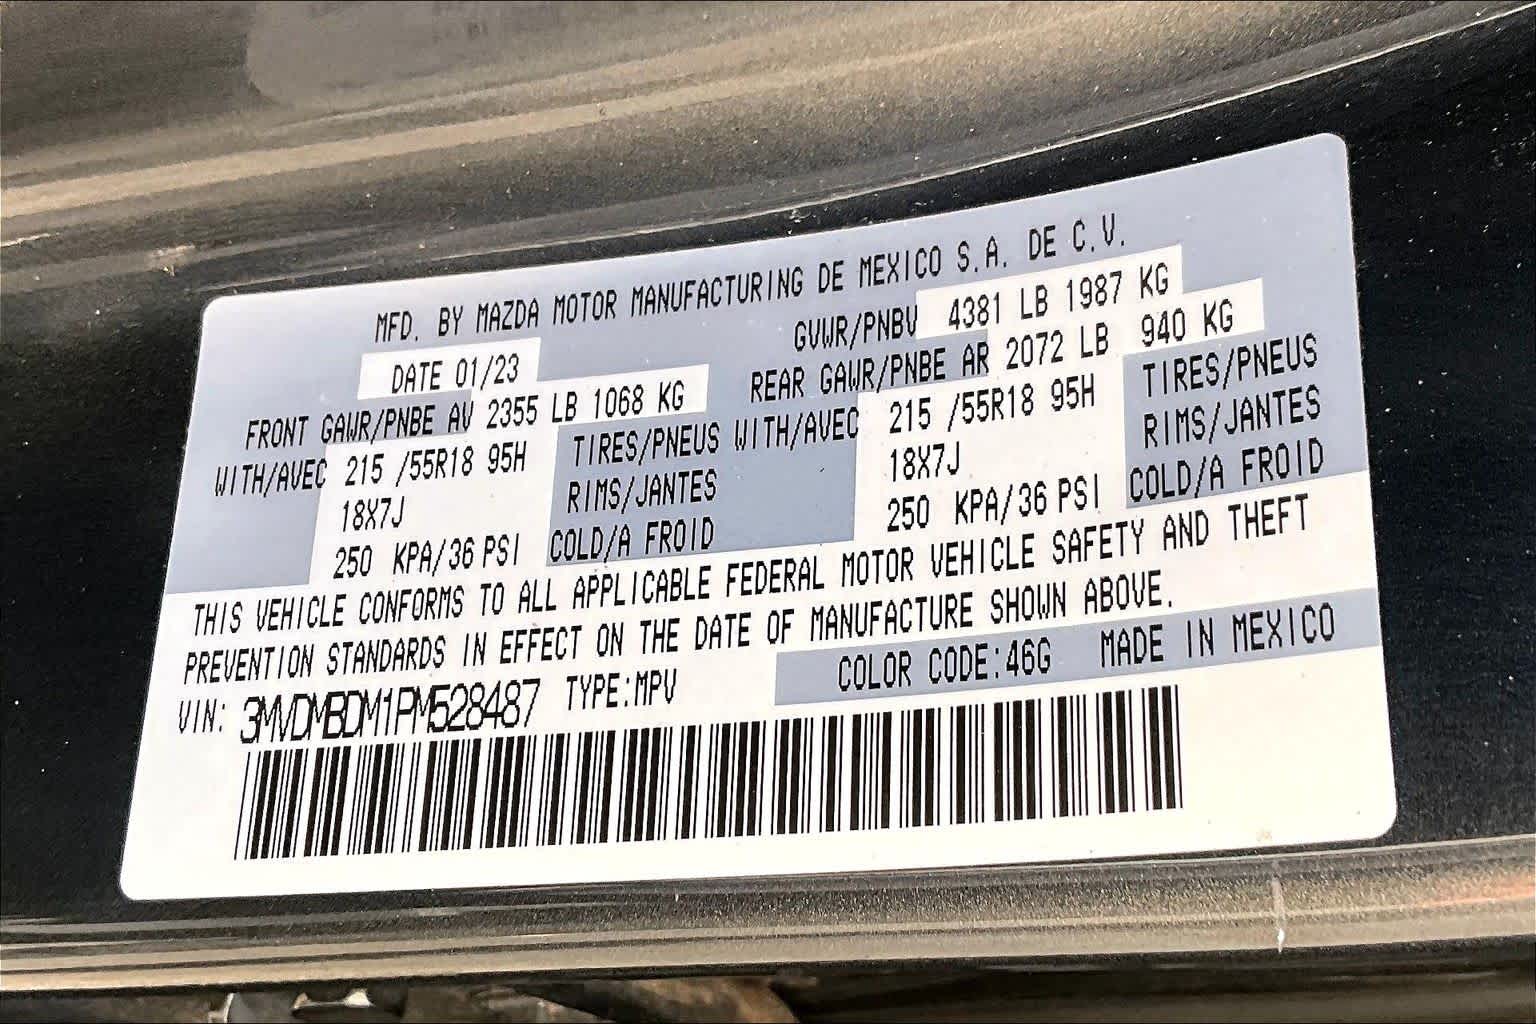 MFD. BY MAZDA MOTOR MANUFACTURING DE MEXICO S.A. DE C.V.
DATE 01/23 GVWR/PNBV 4381 LB 1987 KG
FRONT GAWR/PNBE AV 2355 LB 1068 KG REAR GAWR/PNBE AR 2072 LB 940 KG
WITH/AVEC 215 /55R18 95H TIRES/PNEUS WITH/AVEC 215 /55R18 95H TIRES/PNEUS
18X7J RIMS/JANTES 18X7J RIMS/JANTES
250 KPA/36 PSI COLD/A FROID 250 KPA/36 PSI COLD/A FROID
THIS VEHICLE CONFORMS TO ALL APPLICABLE FEDERAL MOTOR VEHICLE SAFETY AND THEFT
PREVENTION STANDARDS IN EFFECT ON THE DATE OF MANUFACTURE SHOWN ABOVE.
VIN: 3MVDMBDM1PM528487 TYPE:MPV COLOR CODE:46G MADE IN MEXICO